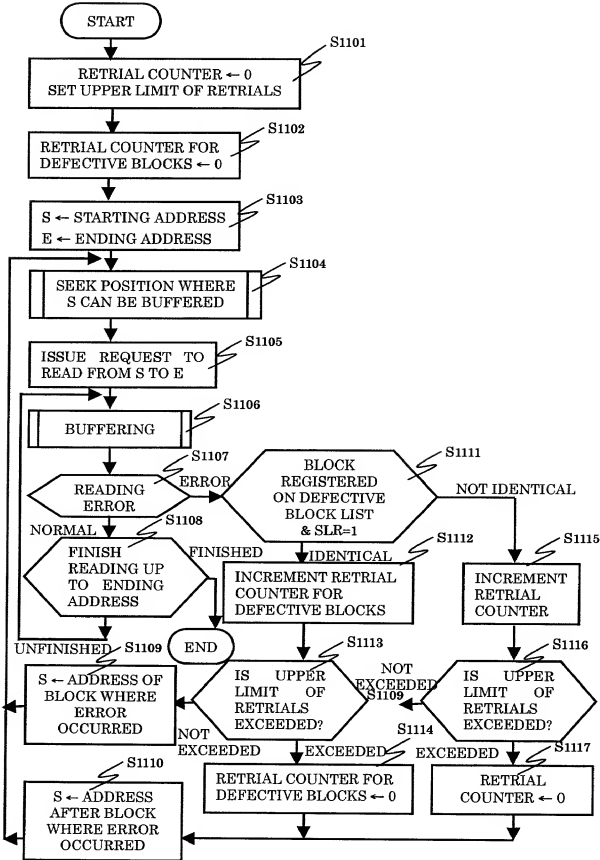 START
S1101
RETRIAL COUNTER ← 0
SET UPPER LIMIT OF RETRIALS
S1102
RETRIAL COUNTER FOR
DEFECTIVE BLOCKS ← 0
S1103
S ← STARTING ADDRESS
E ← ENDING ADDRESS
S1104
SEEK POSITION WHERE
S CAN BE BUFFERED
S1105
ISSUE REQUEST TO
READ FROM S TO E
S1106
BUFFERING
S1107
READING
ERROR
ERROR
S1111
BLOCK
REGISTERED
ON DEFECTIVE
BLOCK LIST
& SLR=1
NOT IDENTICAL
NORMAL
S1108
FINISH
READING UP
TO ENDING
ADDRESS
FINISHED
IDENTICAL
S1112
INCREMENT RETRIAL
COUNTER FOR
DEFECTIVE BLOCKS
S1115
INCREMENT
RETRIAL
COUNTER
UNFINISHED
END
S1109
S ← ADDRESS OF
BLOCK WHERE
ERROR
OCCURRED
S1113
IS UPPER
LIMIT OF
RETRIALS
EXCEEDED?
NOT
EXCEEDED
NOT
EXCEEDED
S1109
S1116
IS UPPER
LIMIT OF
RETRIALS
EXCEEDED?
EXCEEDED
S1114
RETRIAL COUNTER FOR
DEFECTIVE BLOCKS ← 0
EXCEEDED
S1117
RETRIAL
COUNTER ← 0
S1110
S ← ADDRESS
AFTER BLOCK
WHERE ERROR
OCCURRED